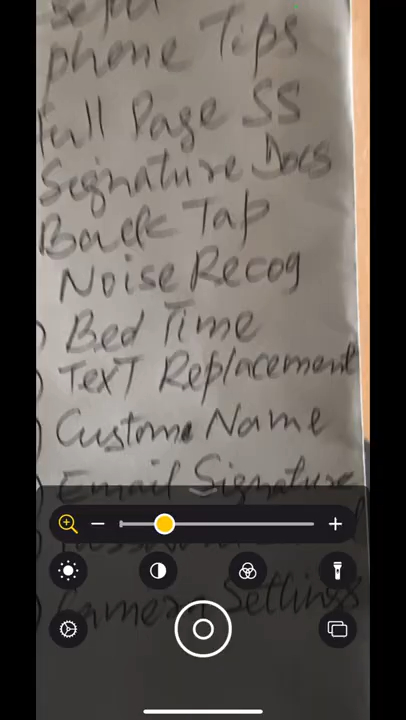 phone Tips
Full Page SS
Signature Docs
Back Tap
Noise Recog
) Bed Time
) TexT Replacement
) Custome Name
) Email Signature
) Camera Settings